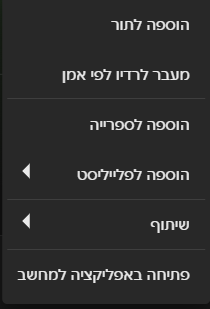 הוספה לתור
מעבר לרדיו לפי אמן
הוספה לספרייה
הוספה לפלייליסט
שיתוף
פתיחה באפליקציה למחשב